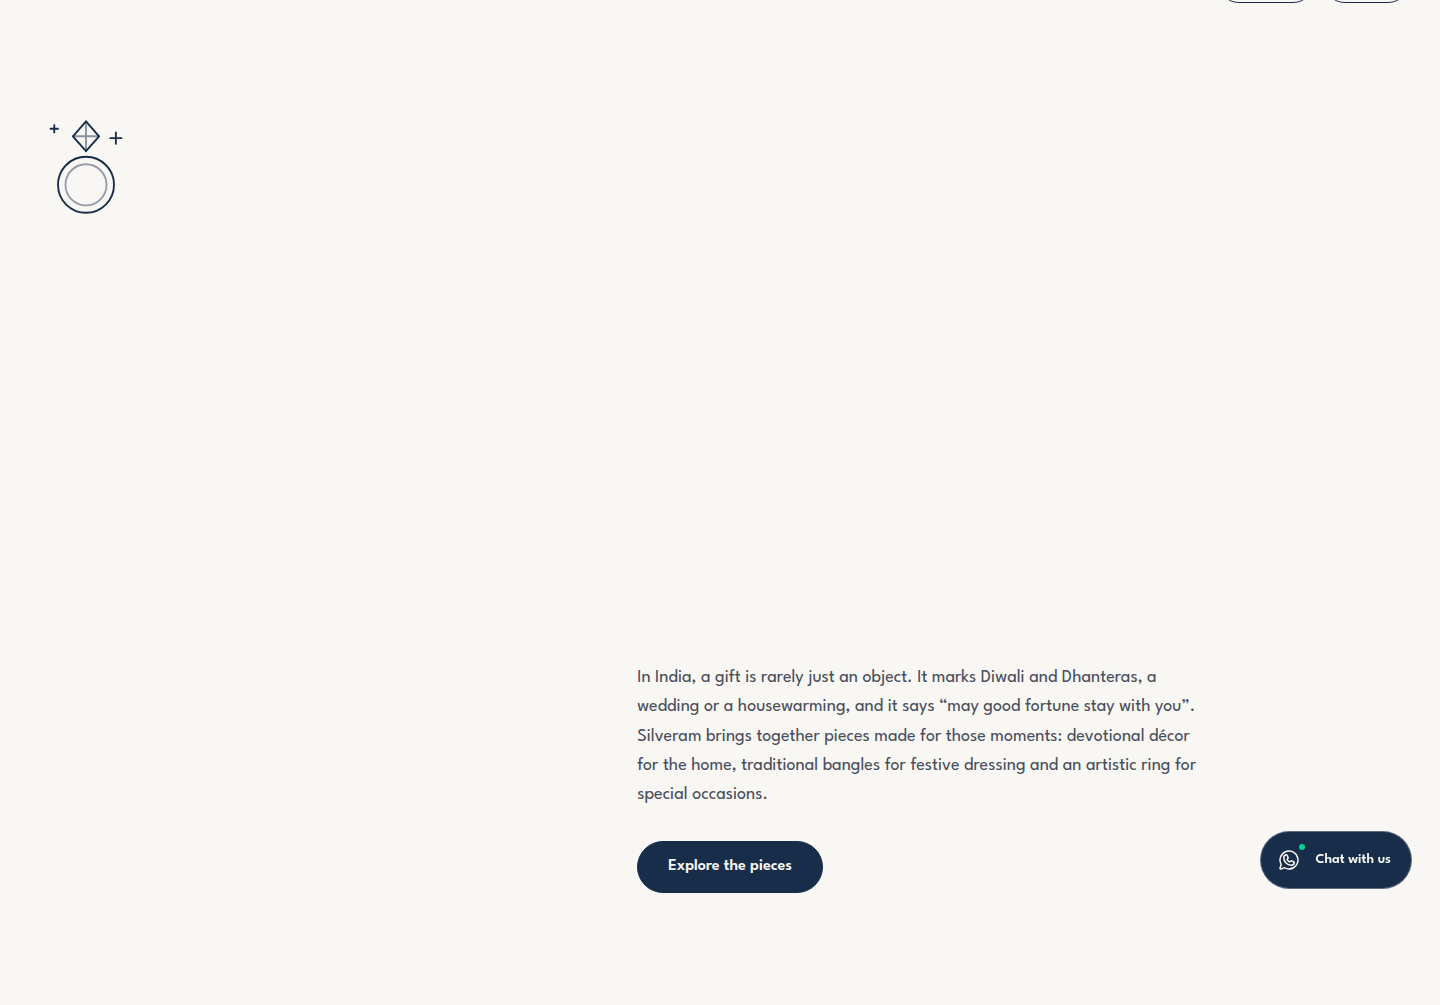 In India, a gift is rarely just an object. It marks Diwali and Dhanteras, a
wedding or a housewarming, and it says “may good fortune stay with you”.
Silveram brings together pieces made for those moments: devotional décor
for the home, traditional bangles for festive dressing and an artistic ring for
special occasions.
Explore the pieces
Chat with us